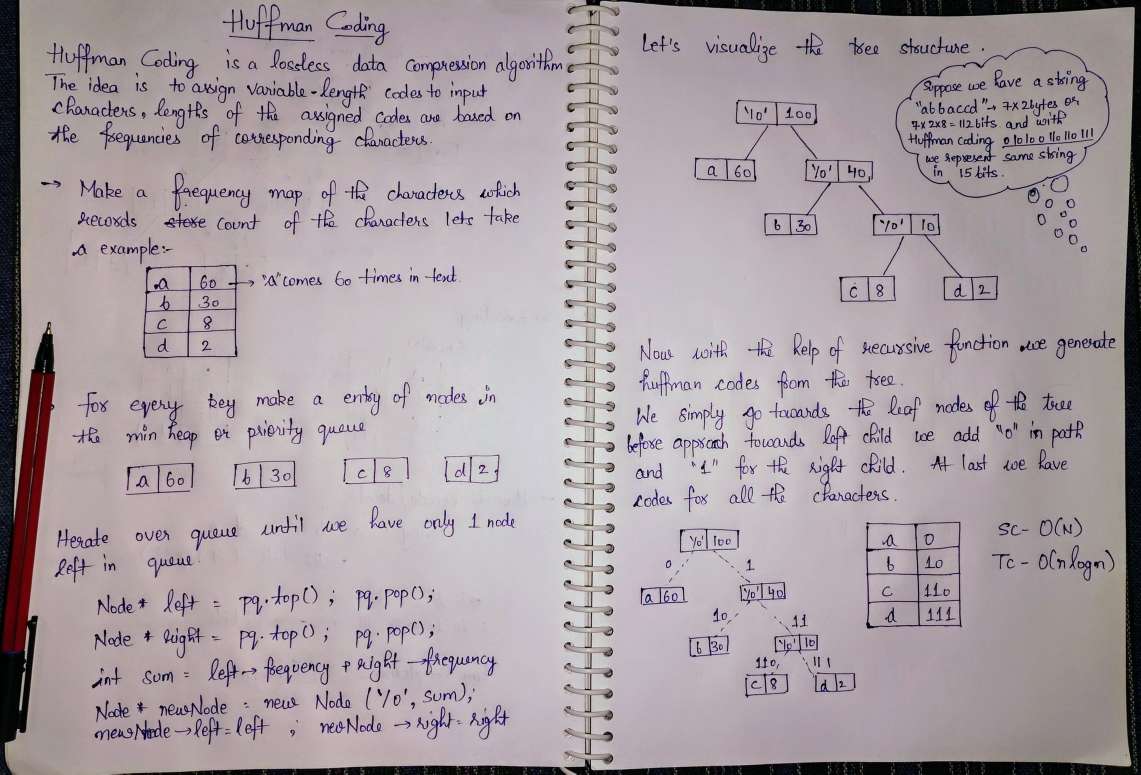 Huffman Coding
Huffman Coding is a lossless data compression algorithm
The idea is to assign variable-length codes to input
characters, lengths of the assigned codes are based on
the frequencies of corresponding characters.
→ Make a frequency map of the characters which
records store count of the characters lets take
a example:-
a 60 → "a" comes 60 times in text.
b 30
c 8
d 2
for every key make a entry of nodes in
the min heap or priority queue
a 60 b 30 c 8 d 2
Iterate over queue until we have only 1 node
left in queue.
Node* left = pq.top(); pq.pop();
Node* right = pq.top(); pq.pop();
int sum = left→frequency + right→frequency
Node* newNode = new Node ('\0', sum);
newNode→left=left ; newNode→right=right
Let's visualize the tree structure.
Suppose we have a string
"abbaccd"→ 7x2bytes or
7x2x8=112bits and with
Huffman coding 0 10 10 0 110 110 111
we represent same string
in 15 bits.
'\0' 100
a 60 '\0' 40
b 30 '\0' 10
c 8 d 2
Now with the help of recursive function we generate
huffman codes from the tree.
We simply go towards the leaf nodes of the tree
before approach towards left child we add "0" in path
and "1" for the right child. At last we have
codes for all the characters.
'\0' 100
0 1
a 60 '\0' 40
10 11
b 30 '\0' 10
110 111
c 8 d 2
a 0
b 10
c 110
d 111
SC- O(N)
TC- O(nlogn)